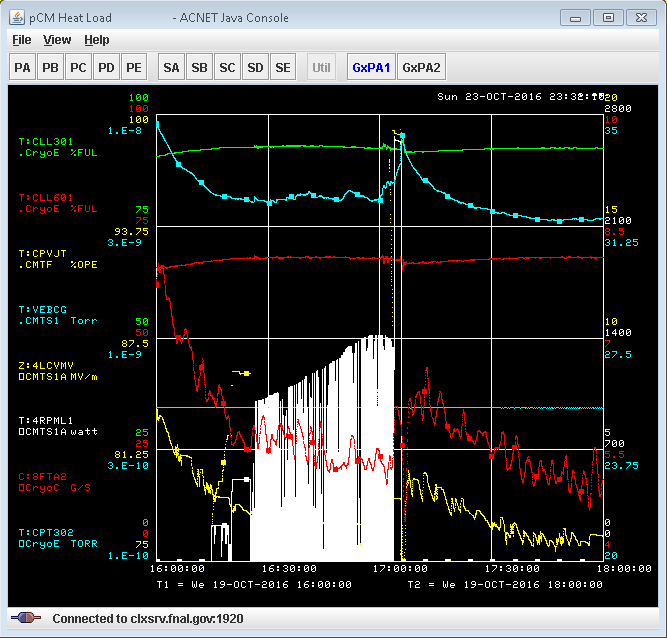 pCM Heat Load - ACNET Java Console
File View Help
PA PB PC PD PE SA SB SC SD SE Util GxPA1 GxPA2
Sun 23-OCT-2016
100
100
100
1.E-8
20
2800
10
35
T:CLL301
.CryoE %FUL
T:CLL601
.CryoE %FUL
75
75
93.75
3.E-9
15
2100
8.5
31.25
T:CPVJT
.CMTF %OPE
T:VEBCG
.CMTS1 Torr
50
50
87.5
1.E-9
10
1400
7
27.5
Z:4LCVMV
□CMTS1A MV/m
T:4RPML1
□CMTS1A watt
25
25
81.25
3.E-10
5
700
5.5
23.75
C:8FTA2
□CryoC G/S
T:CPT302
□CryoE TORR
0
0
75
1.E-10
0
0
4
20
16:00:00 16:30:00 17:00:00 17:30:00 18:00:00
T1 = We 19-OCT-2016 16:00:00 T2 = We 19-OCT-2016 18:00:00
Connected to clxsrv.fnal.gov:1920